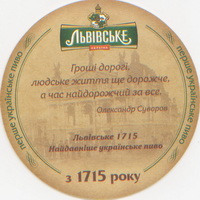 ЛЬВІВСЬКЕ
Гроші дорогі,
людське життя ще дорожче,
а час найдорожчий за все.
Олександр Суворов
Львівське 1715
Найдавніше українське пиво
з 1715 року
перше українське пиво
перше українське пиво